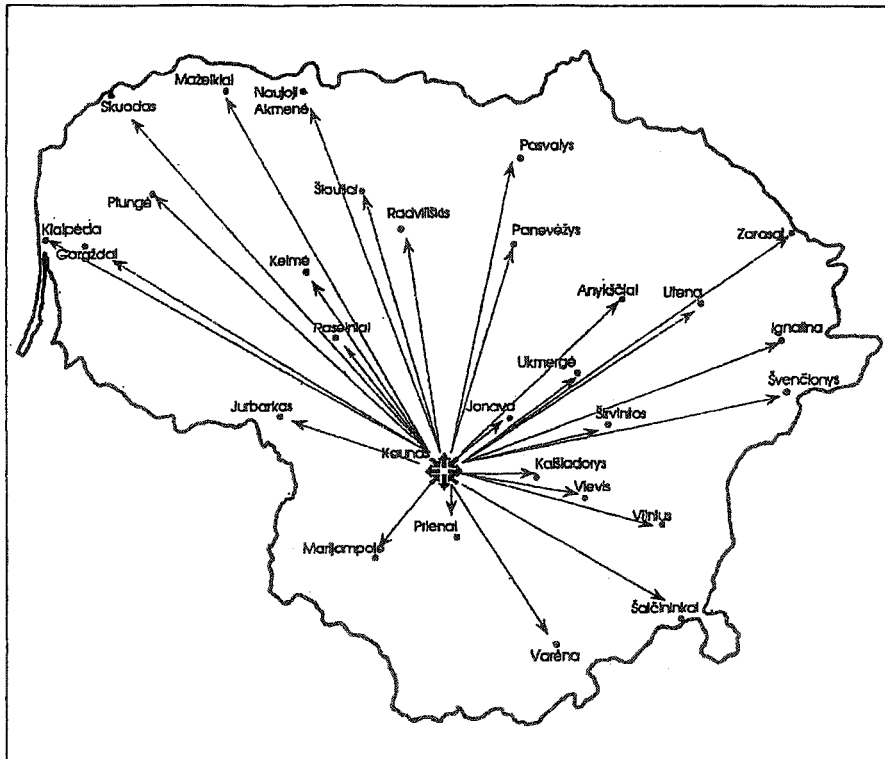 Skuodas
Mažeikiai
Naujoji
Akmenė
Pasvalys
Plungė
Šiauliai
Radviliškis
Klaipėda
Gargždai
Panevėžys
Zarasai
Kelmė
Anykščiai
Utena
Raseiniai
Ignalina
Ukmergė
Švenčionys
Jurbarkas
Jonava
Širvintos
Kaunas
Kaišiadorys
Vievis
Vilnius
Prienai
Marijampolė
Šalčininkai
Varėna